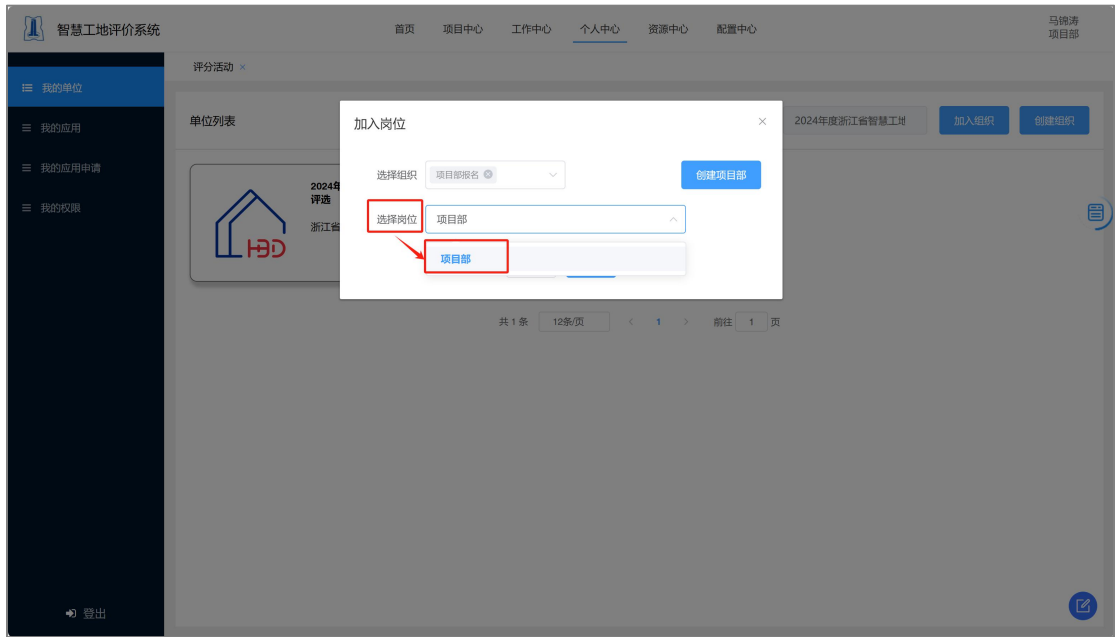 智慧工地评价系统
首页 项目中心 工作中心 个人中心 资源中心 配置中心
马锦涛
项目部
评分活动 ×
我的单位
我的应用
我的应用申请
我的权限
单位列表
2024年度浙江省智慧工地
加入组织
创建组织
2024年
评选
浙江省
HBD
加入岗位
选择组织 项目部报名
创建项目部
选择岗位 项目部
项目部
共 1 条 12条/页 < 1 > 前往 1 页
登出